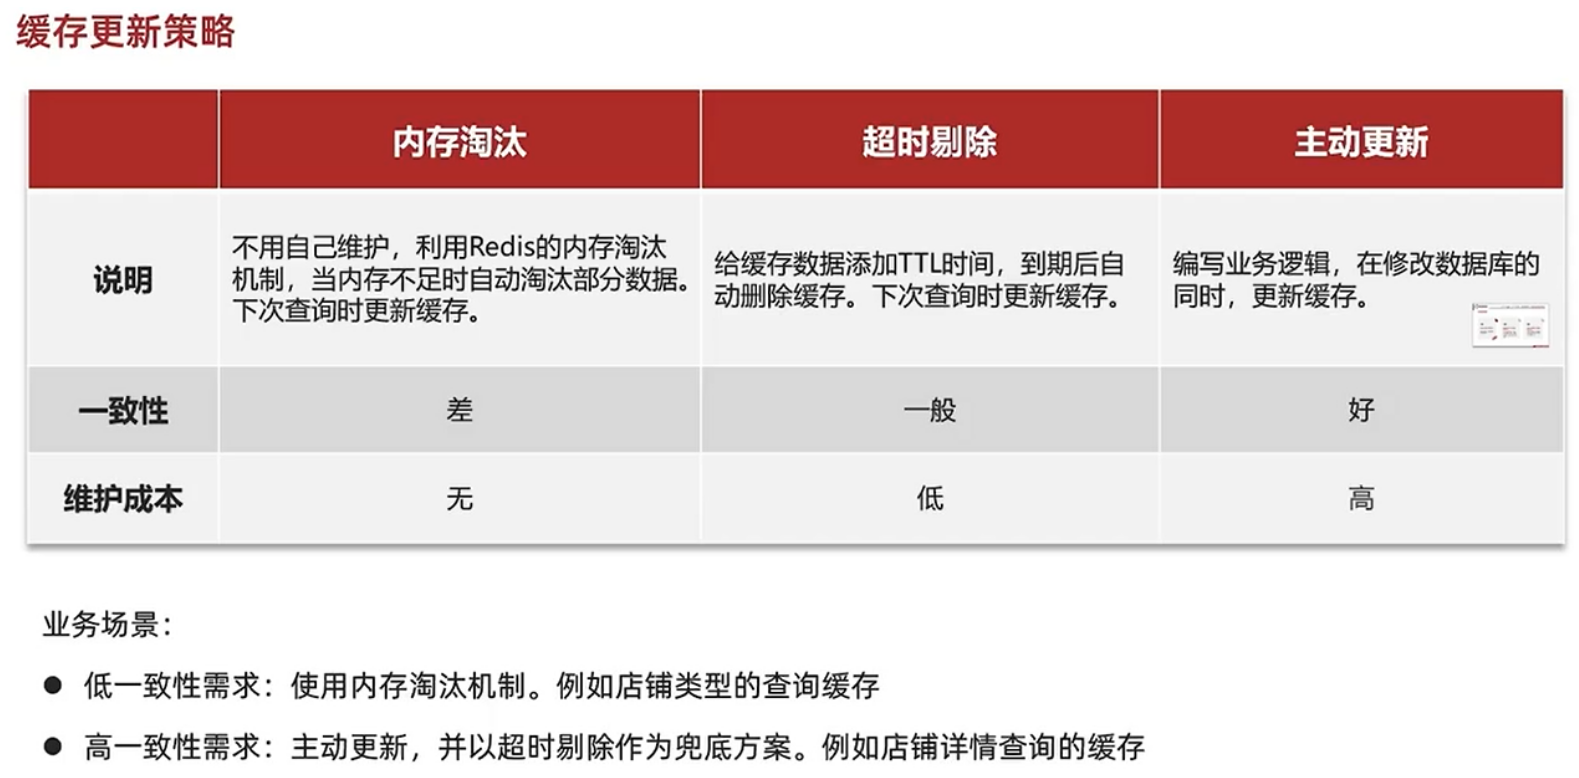 缓存更新策略
内存淘汰 超时剔除 主动更新
说明
不用自己维护，利用Redis的内存淘汰
机制，当内存不足时自动淘汰部分数据。
下次查询时更新缓存。
给缓存数据添加TTL时间，到期后自
动删除缓存。下次查询时更新缓存。
编写业务逻辑，在修改数据库的
同时，更新缓存。
一致性 差 一般 好
维护成本 无 低 高
业务场景：
● 低一致性需求：使用内存淘汰机制。例如店铺类型的查询缓存
● 高一致性需求：主动更新，并以超时剔除作为兜底方案。例如店铺详情查询的缓存